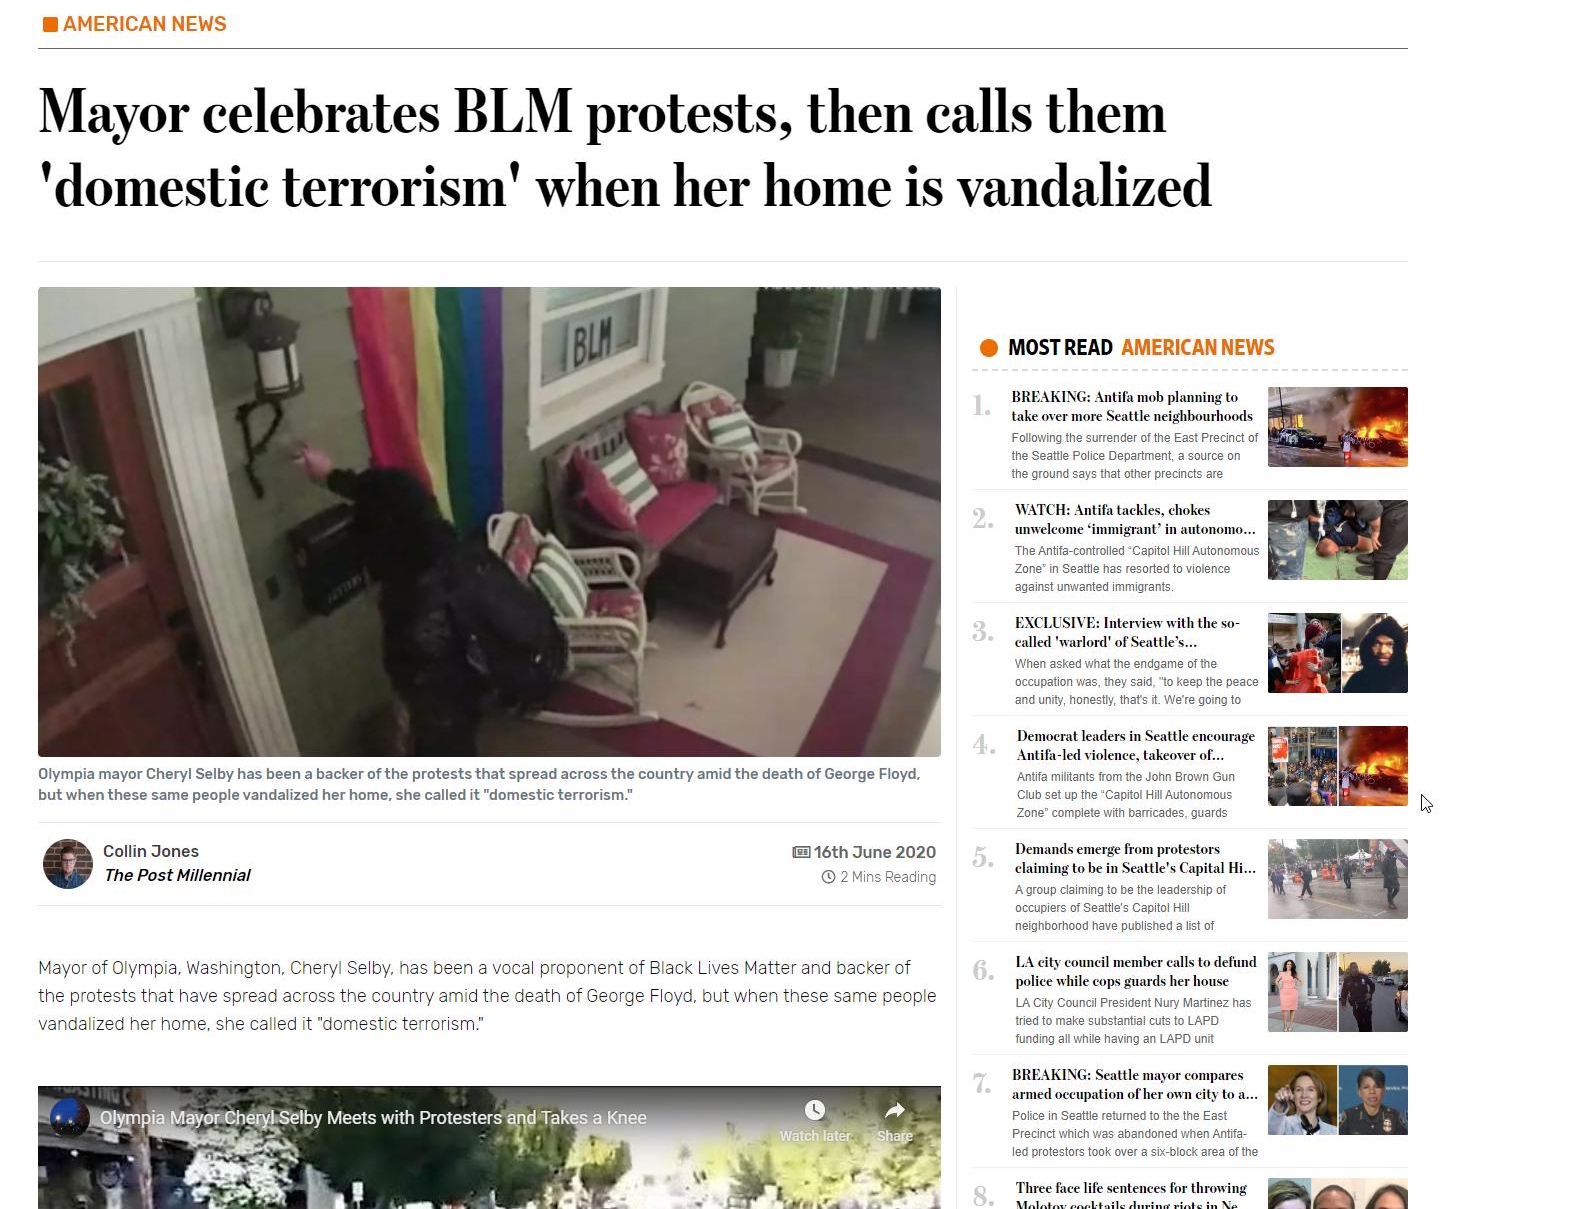 AMERICAN NEWS
Mayor celebrates BLM protests, then calls them
'domestic terrorism' when her home is vandalized
BLM
Olympia mayor Cheryl Selby has been a backer of the protests that spread across the country amid the death of George Floyd,
but when these same people vandalized her home, she called it "domestic terrorism."
Collin Jones
The Post Millennial
16th June 2020
2 Mins Reading
Mayor of Olympia, Washington, Cheryl Selby, has been a vocal proponent of Black Lives Matter and backer of
the protests that have spread across the country amid the death of George Floyd, but when these same people
vandalized her home, she called it "domestic terrorism."
Olympia Mayor Cheryl Selby Meets with Protesters and Takes a Knee
Watch later
Share
MOST READ AMERICAN NEWS
1.
BREAKING: Antifa mob planning to
take over more Seattle neighbourhoods
Following the surrender of the East Precinct of
the Seattle Police Department, a source on
the ground says that other precincts are
2.
WATCH: Antifa tackles, chokes
unwelcome ‘immigrant’ in autonomo...
The Antifa-controlled “Capitol Hill Autonomous
Zone” in Seattle has resorted to violence
against unwanted immigrants.
3.
EXCLUSIVE: Interview with the so-
called 'warlord' of Seattle’s...
When asked what the endgame of the
occupation was, they said, "to keep the peace
and unity, honestly, that's it. We're going to
4.
Democrat leaders in Seattle encourage
Antifa-led violence, takeover of...
Antifa militants from the John Brown Gun
Club set up the “Capitol Hill Autonomous
Zone” complete with barricades, guards
5.
Demands emerge from protestors
claiming to be in Seattle's Capital Hi...
A group claiming to be the leadership of
occupiers of Seattle's Capitol Hill
neighborhood have published a list of
6.
LA city council member calls to defund
police while cops guards her house
LA City Council President Nury Martinez has
tried to make substantial cuts to LAPD
funding all while having an LAPD unit
7.
BREAKING: Seattle mayor compares
armed occupation of her own city to a...
Police in Seattle returned to the the East
Precinct which was abandoned when Antifa-
led protestors took over a six-block area of the
8.
Three face life sentences for throwing
Molotov cocktails during riots in Ne...